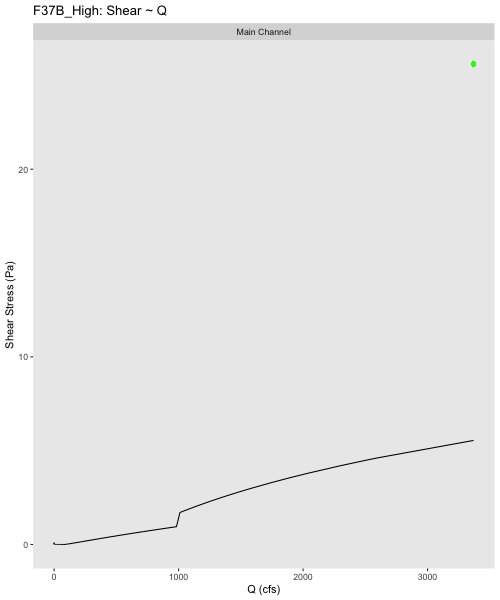 F37B_High: Shear ~ Q
Main Channel
20
10
0
Shear Stress (Pa)
0 1000 2000 3000
Q (cfs)